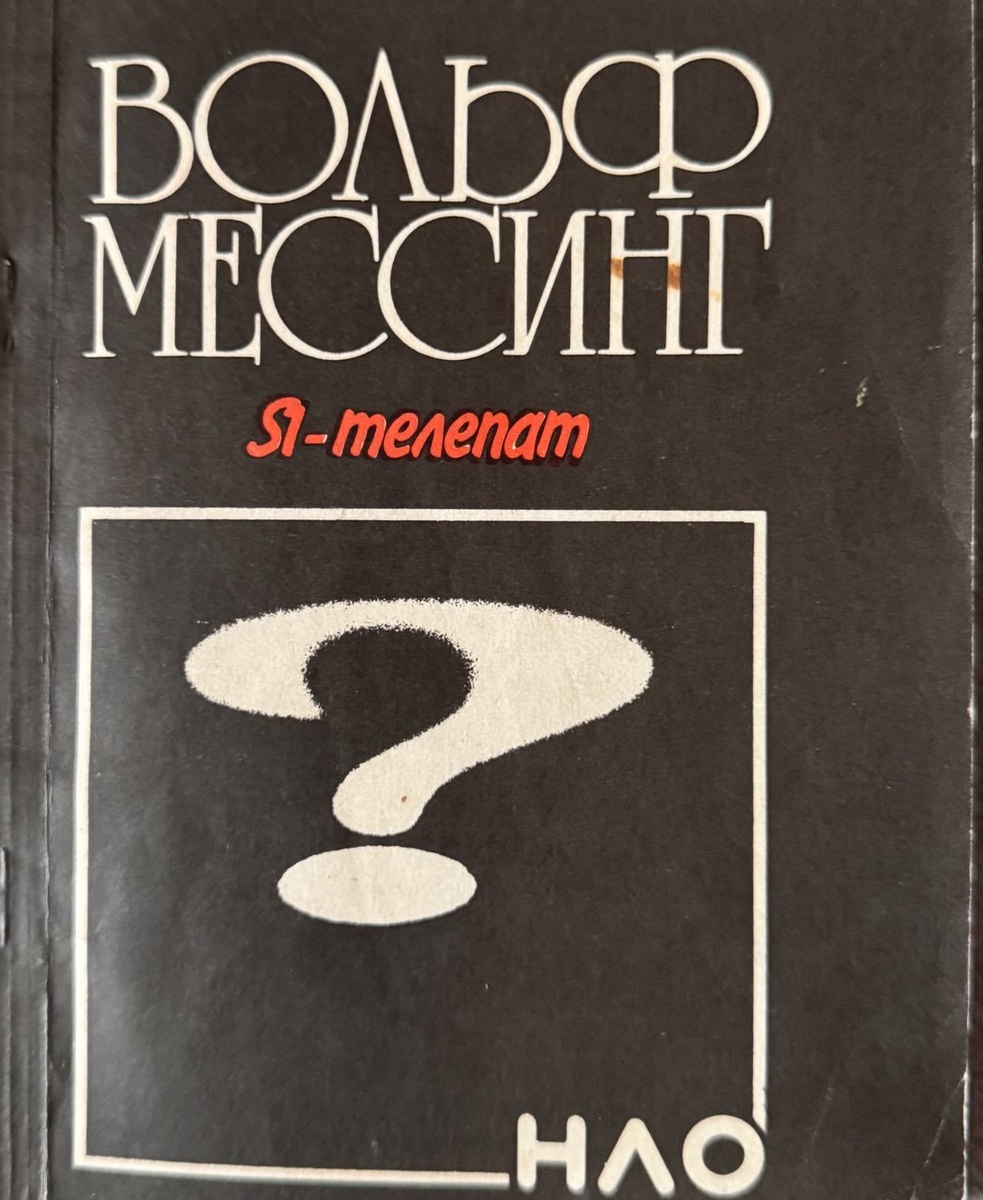 ВОЛЬФ
МЕССИНГ
Я-телепат
?
НЛО